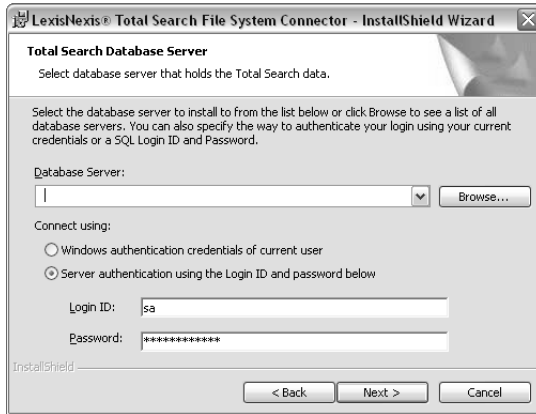 LexisNexis® Total Search File System Connector - InstallShield Wizard
Total Search Database Server
Select database server that holds the Total Search data.
Select the database server to install to from the list below or click Browse to see a list of all
database servers. You can also specify the way to authenticate your login using your current
credentials or a SQL Login ID and Password.
Database Server:
Browse...
Connect using:
Windows authentication credentials of current user
Server authentication using the Login ID and password below
Login ID:
sa
Password:
************
InstallShield
< Back
Next >
Cancel